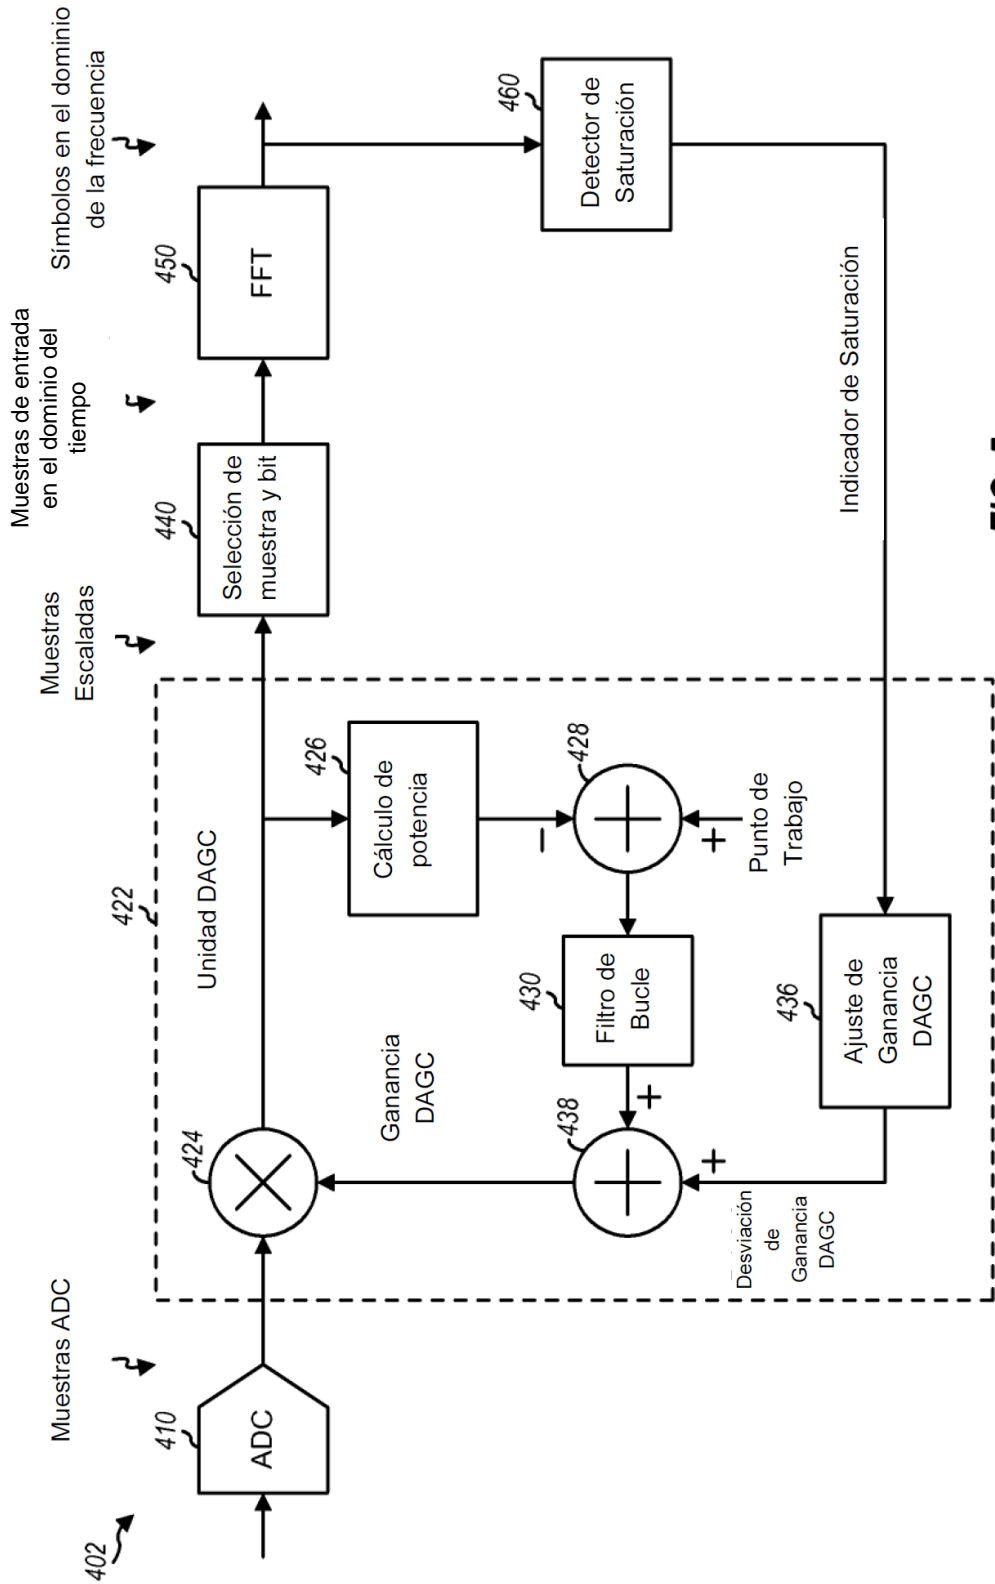 402
Muestras ADC
410
ADC
422
Unidad DAGC
424
Ganancia
DAGC
426
Cálculo de
potencia
428
Punto de
Trabajo
430
Filtro de
Bucle
438
Desviación
de
Ganancia
DAGC
436
Ajuste de
Ganancia
DAGC
Muestras
Escaladas
440
Selección de
muestra y bit
Muestras de entrada
en el dominio del
tiempo
450
FFT
Símbolos en el dominio
de la frecuencia
460
Detector de
Saturación
Indicador de Saturación